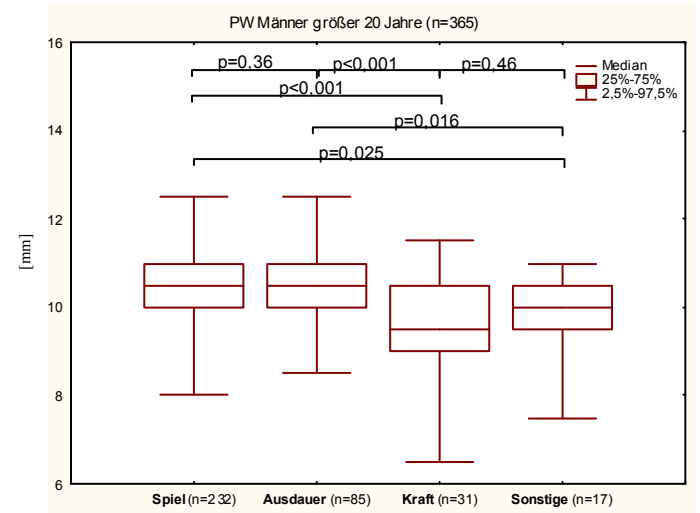 PW Männer größer 20 Jahre (n=365)
16
14
12
10
8
6
[mm]
p=0,36
p<0,001
p=0,46
p<0,001
p=0,016
p=0,025
Median
25%-75%
2,5%-97,5%
Spiel (n=232) Ausdauer (n=85) Kraft (n=31) Sonstige (n=17)